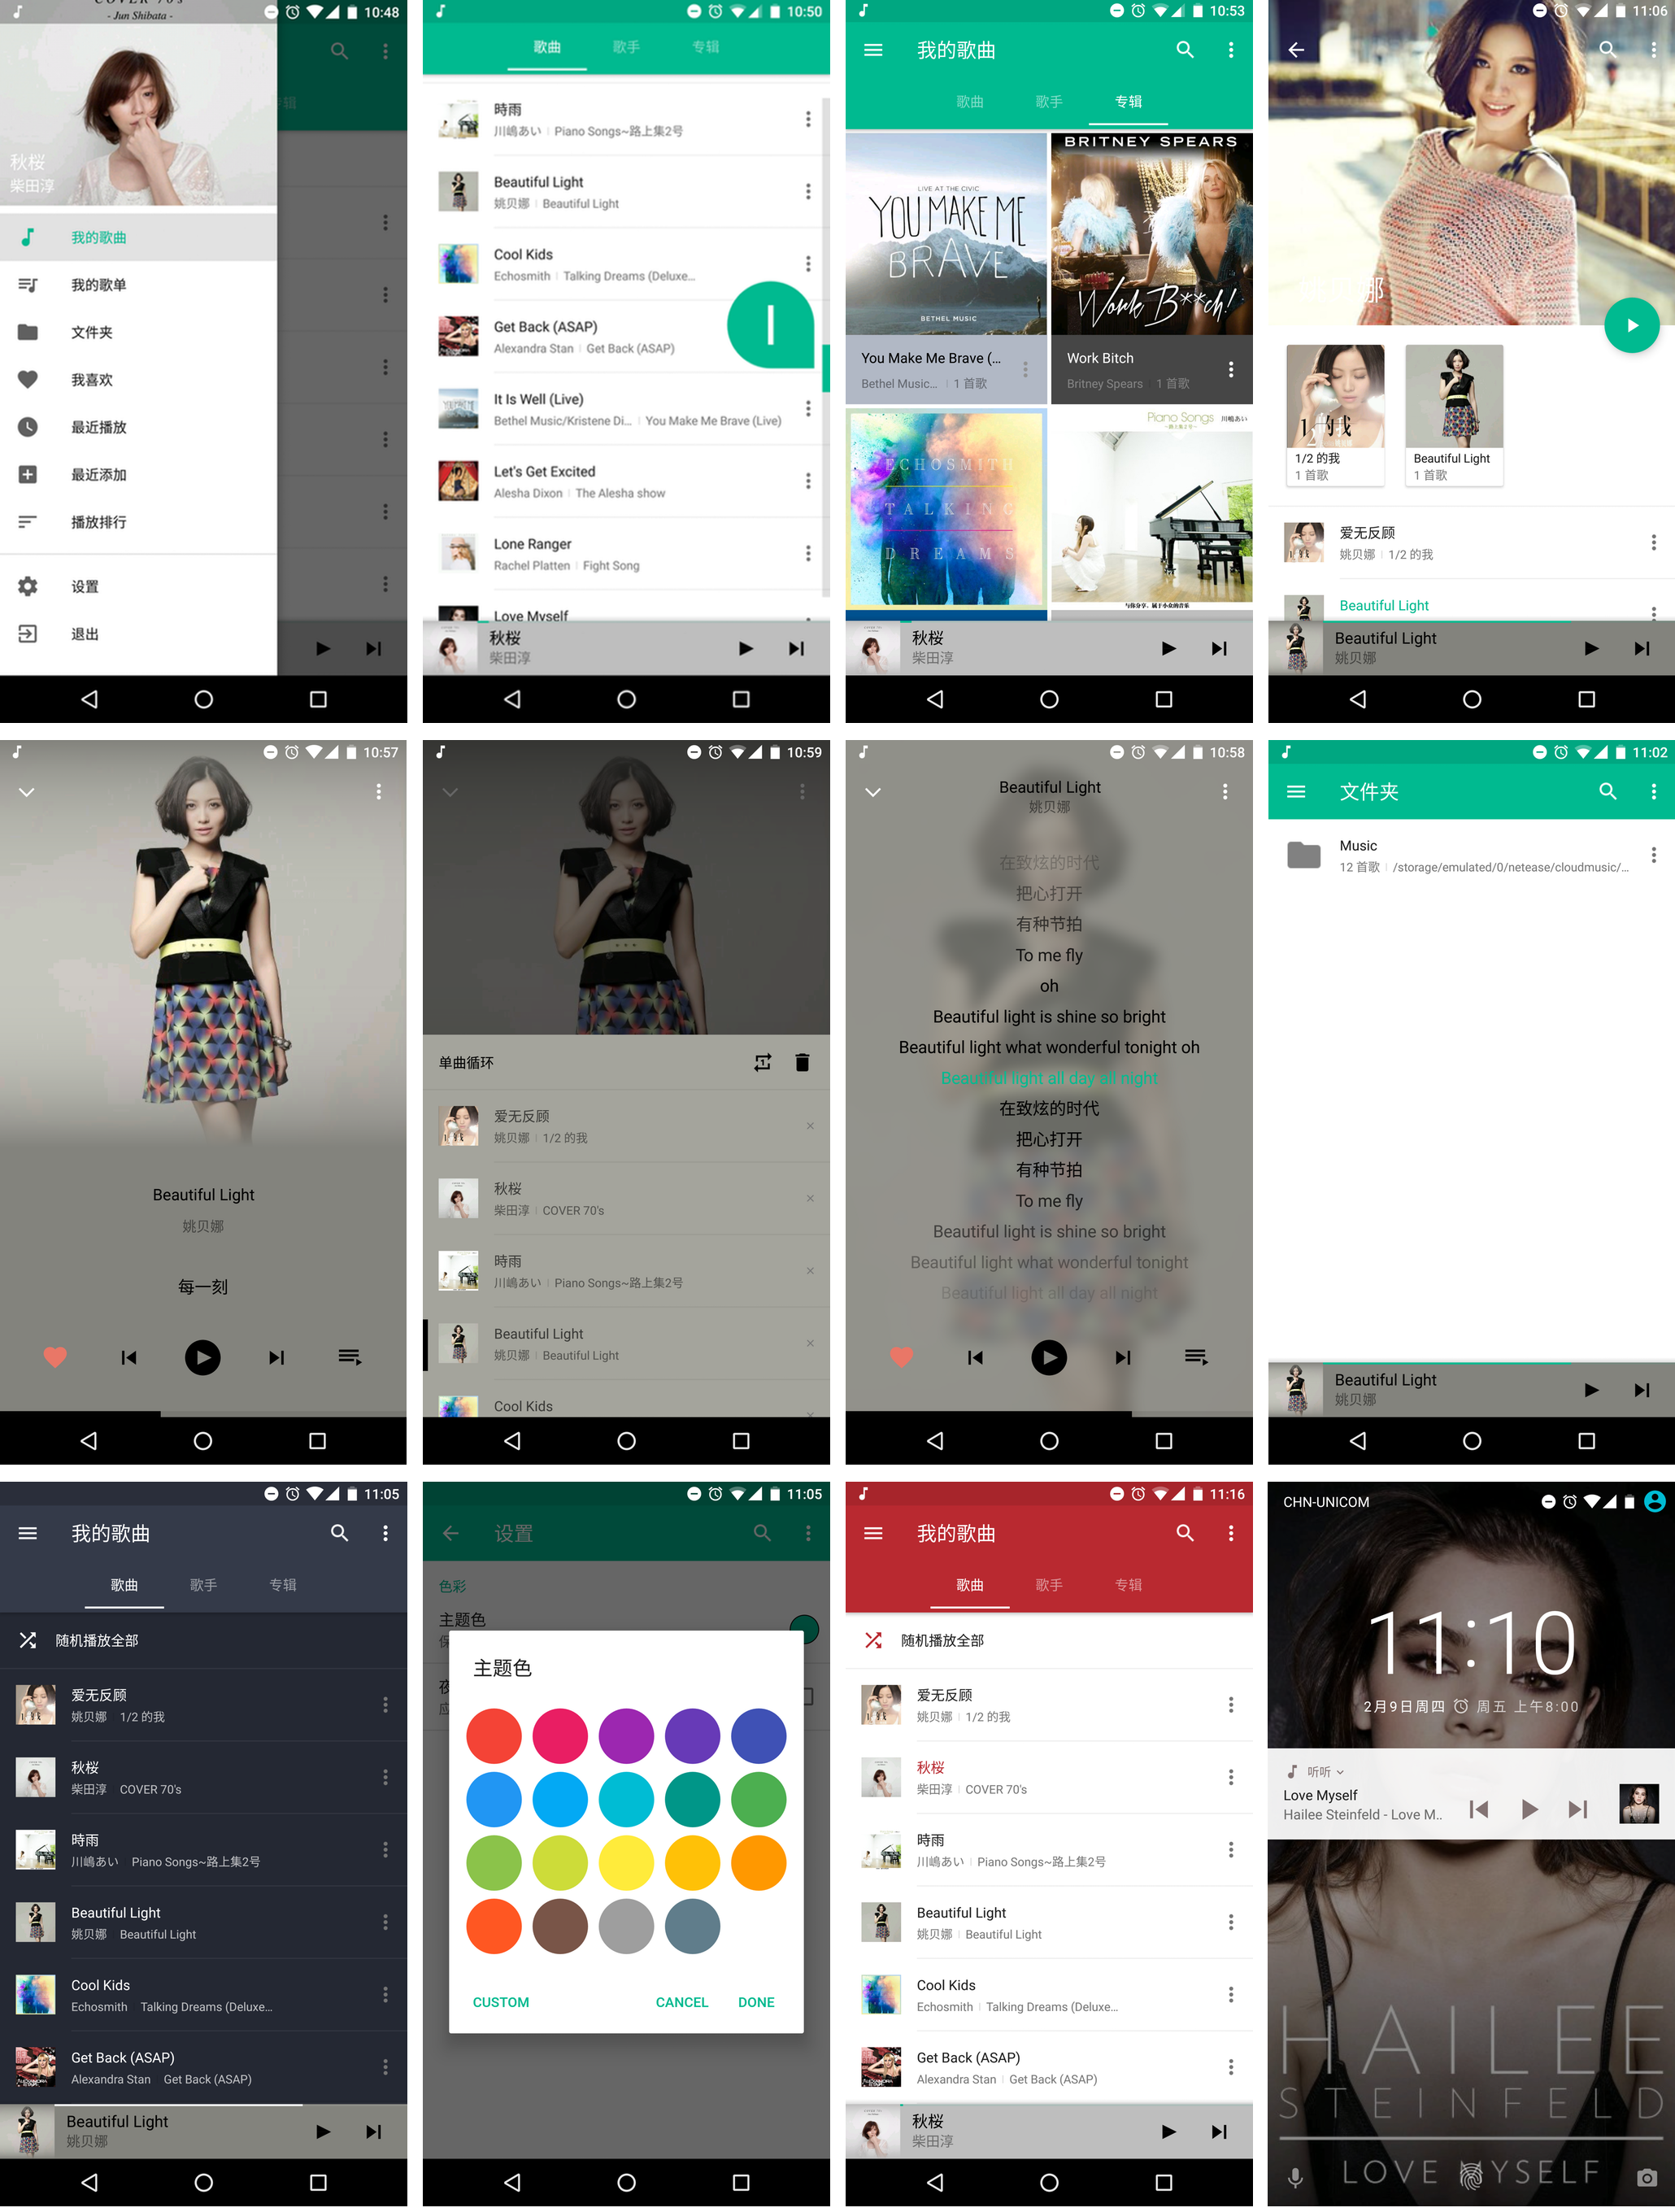 COVER 70's
- Jun Shibata -
10:48
秋桜
柴田淳
我的歌曲
我的歌单
文件夹
我喜欢
最近播放
最近添加
播放排行
设置
退出
10:50
歌曲 歌手 专辑
時雨
川嶋あい Piano Songs~路上集2号
Beautiful Light
姚贝娜 Beautiful Light
Cool Kids
Echosmith Talking Dreams (Deluxe...
Get Back (ASAP)
Alexandra Stan Get Back (ASAP)
I
It Is Well (Live)
Bethel Music/Kristene Di... You Make Me Brave (Live)
Let's Get Excited
Alesha Dixon The Alesha show
Lone Ranger
Rachel Platten Fight Song
Love Myself
秋桜
柴田淳
10:53
我的歌曲
歌曲 歌手 专辑
LIVE AT THE CIVIC
YOU MAKE ME
BRAVE
BETHEL MUSIC
You Make Me Brave (...
Bethel Music... 1 首歌
BRITNEY SPEARS
Work B**ch!
Work Bitch
Britney Spears 1 首歌
ECHOSMITH
TALKING
DREAMS
Piano Songs 川嶋あい
~路上集2号~
与你分享，属于小众的音乐
秋桜
柴田淳
11:06
娜
1/2 的我
1 首歌
Beautiful Light
1 首歌
爱无反顾
姚贝娜 1/2 的我
Beautiful Light
Beautiful Light
姚贝娜
10:57
Beautiful Light
姚贝娜
每一刻
10:59
单曲循环
爱无反顾
姚贝娜 1/2 的我
秋桜
柴田淳 COVER 70's
時雨
川嶋あい Piano Songs~路上集2号
Beautiful Light
姚贝娜 Beautiful Light
Cool Kids
10:58
Beautiful Light
姚贝娜
在致炫的时代
把心打开
有种节拍
To me fly
oh
Beautiful light is shine so bright
Beautiful light what wonderful tonight oh
Beautiful light all day all night
在致炫的时代
把心打开
有种节拍
To me fly
Beautiful light is shine so bright
Beautiful light what wonderful tonight
Beautiful light all day all night
11:02
文件夹
Music
12 首歌 /storage/emulated/0/netease/cloudmusic/...
Beautiful Light
姚贝娜
11:05
我的歌曲
歌曲 歌手 专辑
随机播放全部
爱无反顾
姚贝娜 1/2 的我
秋桜
柴田淳 COVER 70's
時雨
川嶋あい Piano Songs~路上集2号
Beautiful Light
姚贝娜 Beautiful Light
Cool Kids
Echosmith Talking Dreams (Deluxe...
Get Back (ASAP)
Alexandra Stan Get Back (ASAP)
Beautiful Light
姚贝娜
11:05
设置
色彩
主题色
主题色
CUSTOM CANCEL DONE
11:16
我的歌曲
歌曲 歌手 专辑
随机播放全部
爱无反顾
姚贝娜 1/2 的我
秋桜
柴田淳 COVER 70's
時雨
川嶋あい Piano Songs~路上集2号
Beautiful Light
姚贝娜 Beautiful Light
Cool Kids
Echosmith Talking Dreams (Deluxe...
Get Back (ASAP)
Alexandra Stan Get Back (ASAP)
秋桜
柴田淳
CHN-UNICOM
11:10
2月9日周四 周五 上午8:00
听听
Love Myself
Hailee Steinfeld - Love M..
HAILEE
STEINFELD
LOVE MYSELF